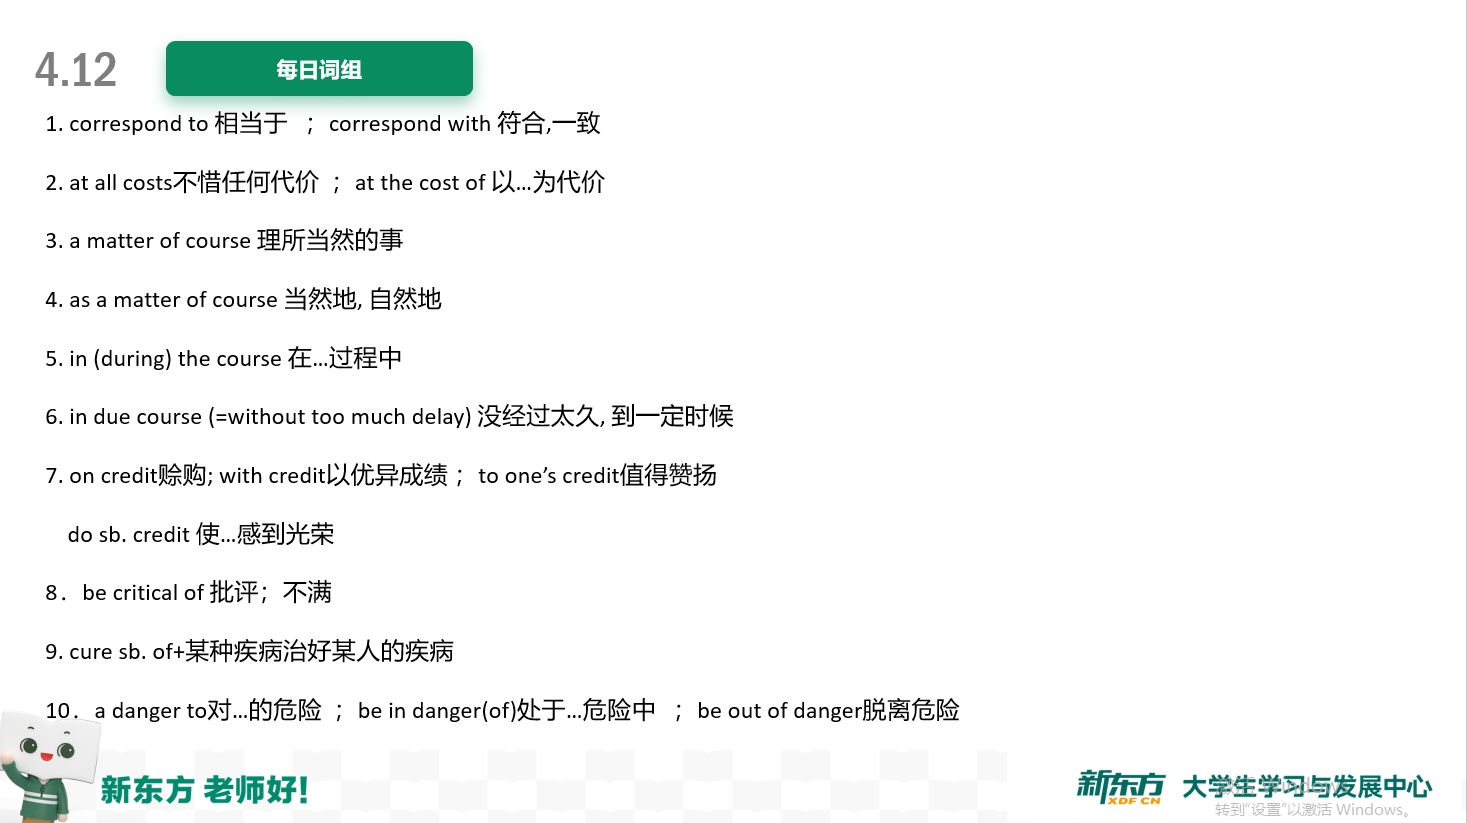 4.12
每日词组
1. correspond to 相当于 ；correspond with 符合,一致
2. at all costs不惜任何代价 ；at the cost of 以...为代价
3. a matter of course 理所当然的事
4. as a matter of course 当然地, 自然地
5. in (during) the course 在...过程中
6. in due course (=without too much delay) 没经过太久, 到一定时候
7. on credit赊购; with credit以优异成绩 ；to one’s credit值得赞扬
do sb. credit 使...感到光荣
8．be critical of 批评；不满
9. cure sb. of+某种疾病治好某人的疾病
10．a danger to对...的危险 ；be in danger(of)处于...危险中 ；be out of danger脱离危险
新东方 老师好!
新东方 XDF.CN 大学生学习与发展中心
激活 Windows
转到“设置”以激活 Windows。